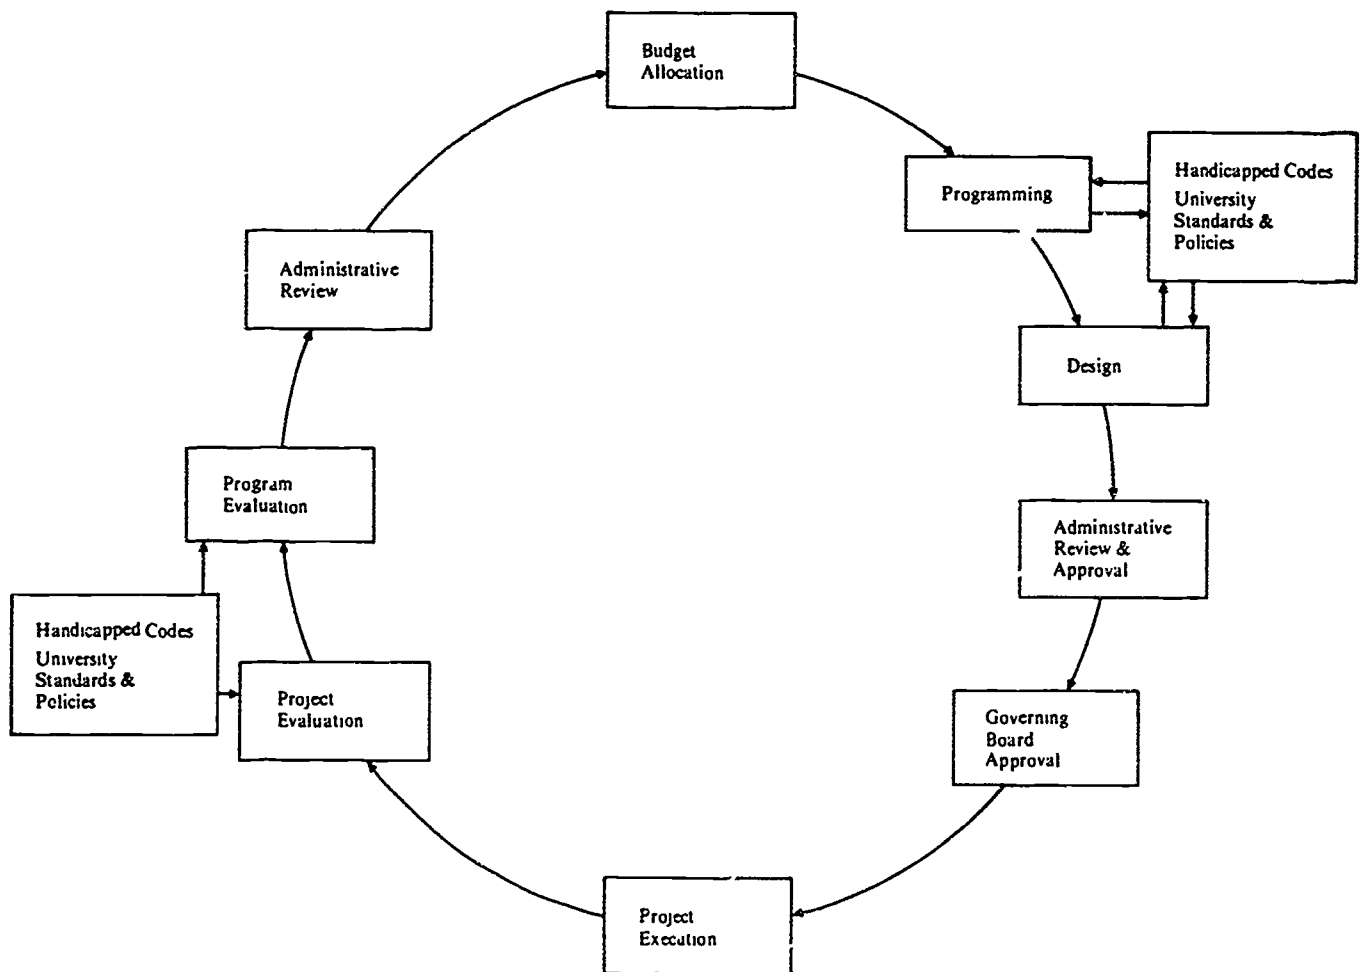 Budget
Allocation
Programming
Handicapped Codes
University
Standards &
Policies
Design
Administrative
Review &
Approval
Governing
Board
Approval
Project
Execution
Project
Evaluation
Handicapped Codes
University
Standards &
Policies
Program
Evaluation
Administrative
Review